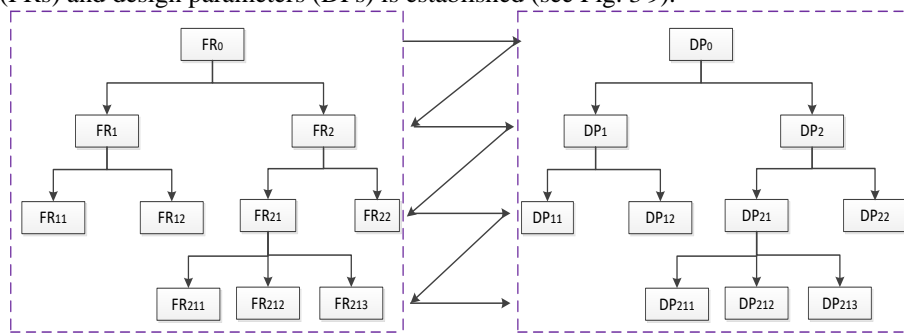 (FRs) and design parameters (DPs) is established (see Fig. 39).
FR0 DP0
FR1 FR2 DP1 DP2
FR11 FR12 FR21 FR22 DP11 DP12 DP21 DP22
FR211 FR212 FR213 DP211 DP212 DP213